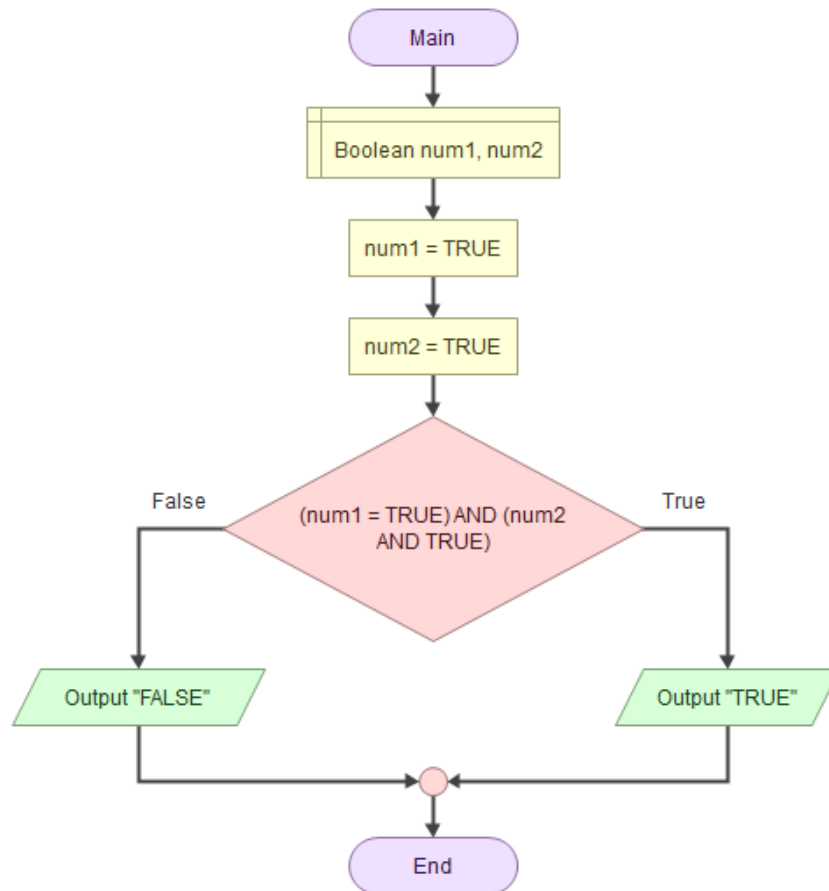 Main
Boolean num1, num2
num1 = TRUE
num2 = TRUE
False
True
(num1 = TRUE) AND (num2
AND TRUE)
Output "FALSE"
Output "TRUE"
End